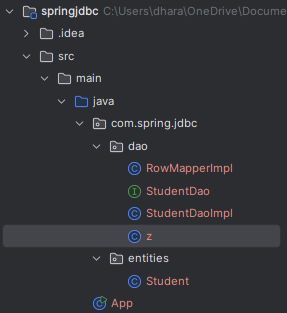 springjdbc C:\Users\dhara\OneDrive\Docume
.idea
src
main
java
com.spring.jdbc
dao
RowMapperImpl
StudentDao
StudentDaoImpl
z
entities
Student
App